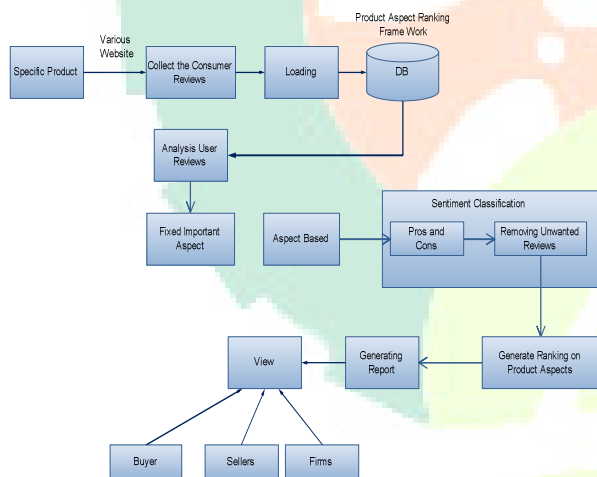 Product Aspect Ranking
Frame Work
Various
Website
Specific Product
Collect the Consumer
Reviews
Loading
DB
Analysis User
Reviews
Fixed Important
Aspect
Aspect Based
Sentiment Classification
Pros and
Cons
Removing Unwanted
Reviews
View
Generating
Report
Generate Ranking on
Product Aspects
Buyer
Sellers
Firms